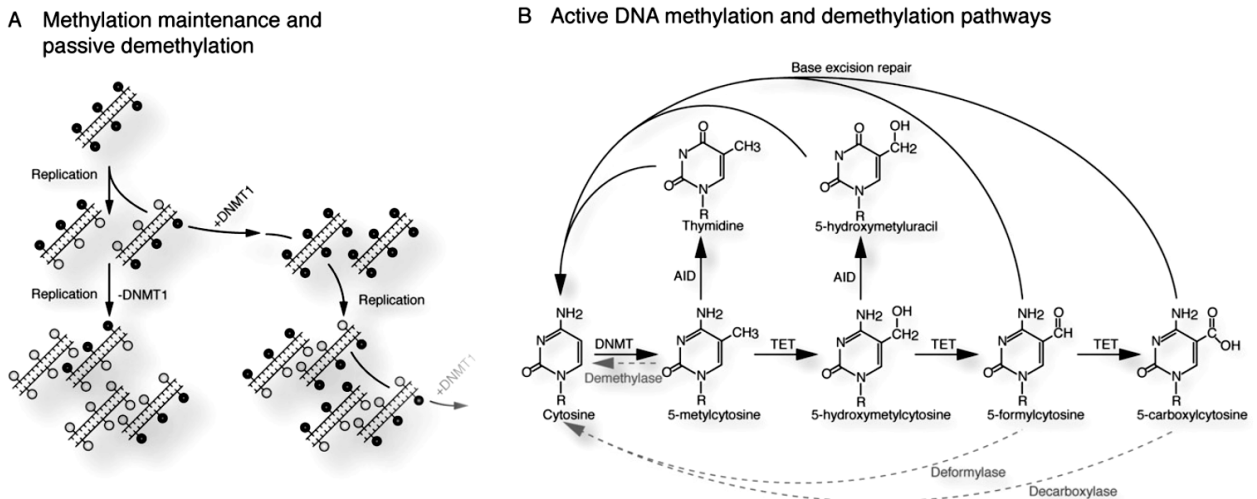 A Methylation maintenance and
passive demethylation
Replication
+DNMT1
Replication
-DNMT1
Replication
+DNMT1
B Active DNA methylation and demethylation pathways
Base excision repair
O
N
CH3
O
N
R
Thymidine
O
OH
N
CH2
O
N
R
5-hydroxymetyluracil
AID
AID
NH2
N
O
N
R
Cytosine
DNMT
Demethylase
NH2
N
CH3
O
N
R
5-metylcytosine
TET
NH2
OH
N
CH2
O
N
R
5-hydroxymetylcytosine
TET
NH2
O
N
CH
O
N
R
5-formylcytosine
TET
NH2
O
N
C
OH
O
N
R
5-carboxylcytosine
Deformylase
Decarboxylase